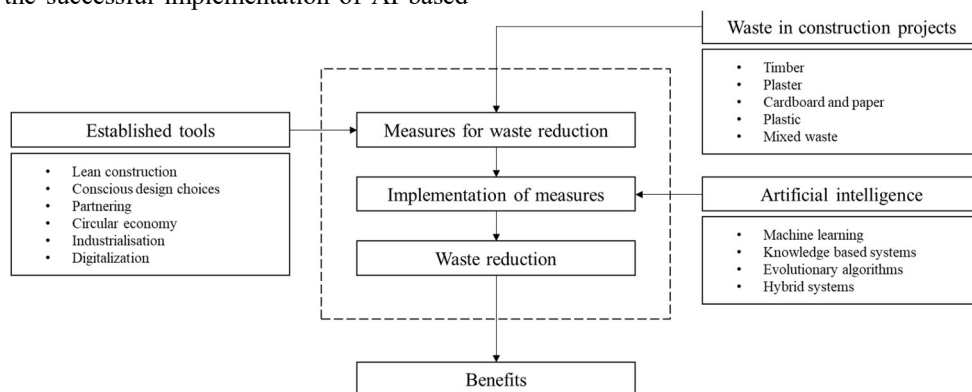 the successful implementation of AI-based
Waste in construction projects
• Timber
• Plaster
• Cardboard and paper
• Plastic
• Mixed waste
Established tools
• Lean construction
• Conscious design choices
• Partnering
• Circular economy
• Industrialisation
• Digitalization
Measures for waste reduction
Implementation of measures
Waste reduction
Artificial intelligence
• Machine learning
• Knowledge based systems
• Evolutionary algorithms
• Hybrid systems
Benefits